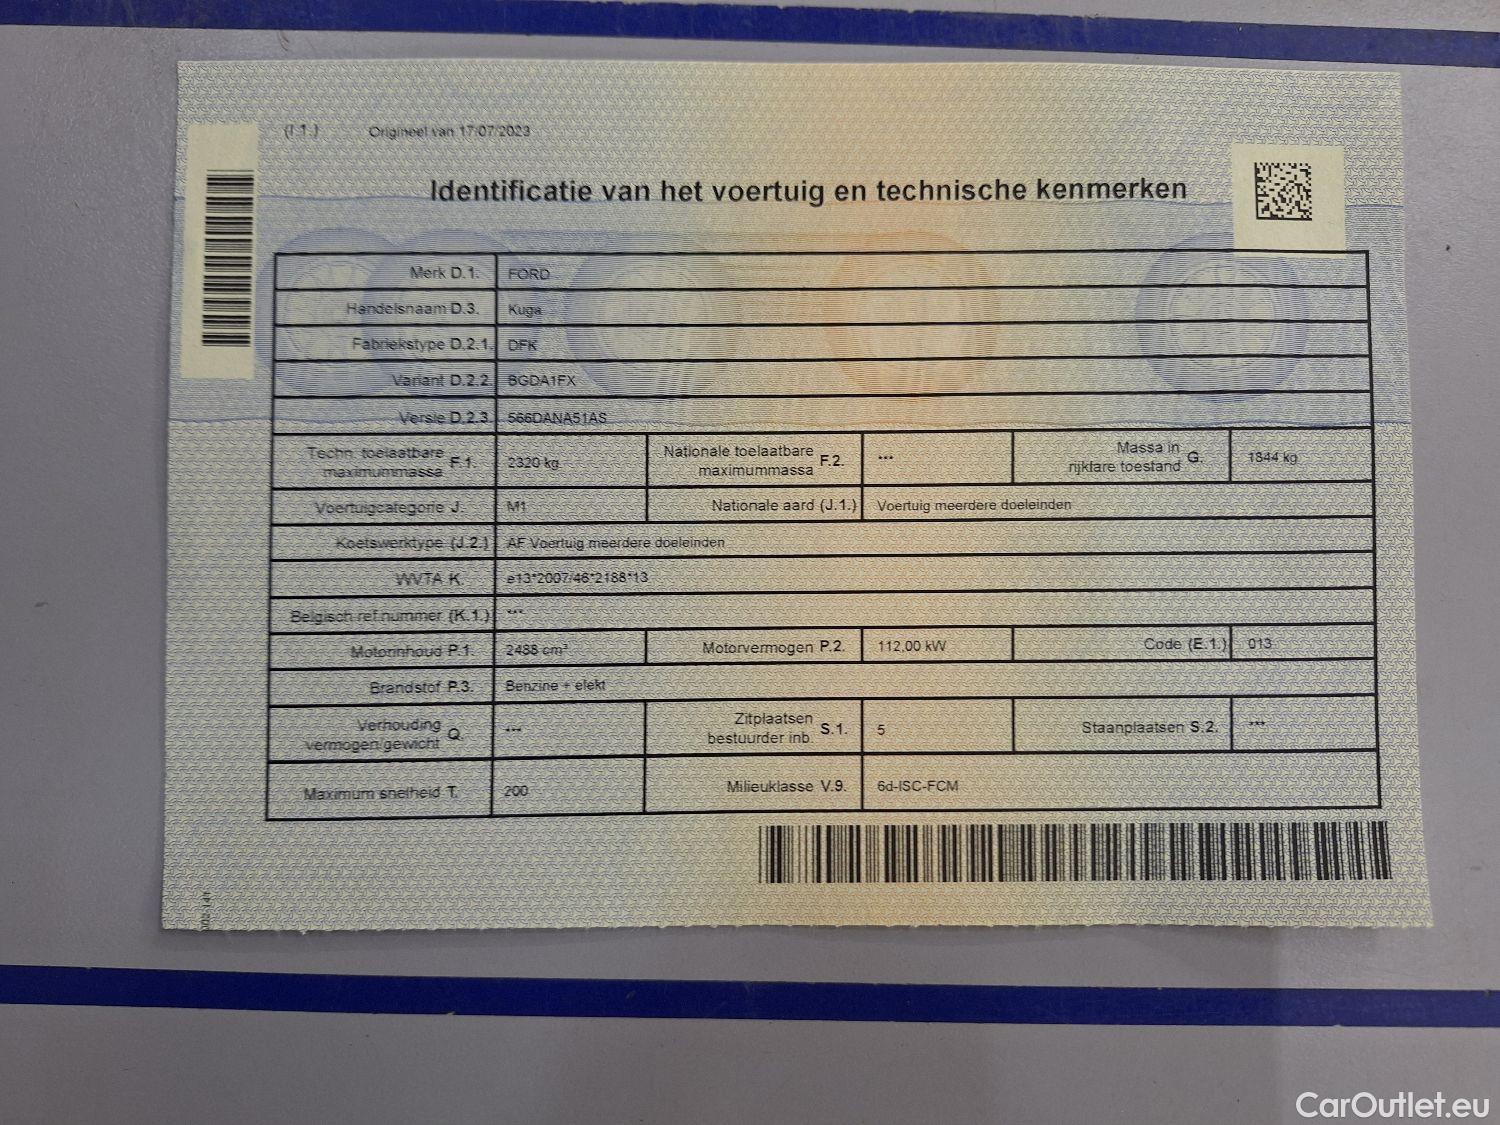 (I.1.) Origineel van 17/07/2023
Identificatie van het voertuig en technische kenmerken
Merk D.1. FORD
Handelsnaam D.3. Kuga
Fabriekstype D.2.1. DFK
Variant D.2.2. BGDA1FX
Versie D.2.3. 566DANA51AS
Techn. toelaatbare maximummassa F.1. 2320 kg Nationale toelaatbare maximummassa F.2. *** Massa in rijklare toestand G. 1844 kg
Voertuigcategorie J. M1 Nationale aard (J.1.) Voertuig meerdere doeleinden
Koetswerktype (J.2.) AF Voertuig meerdere doeleinden
WVTA K. e13*2007/46*2188*13
Belgisch ref.nummer (K.1.) ***
Motorinhoud P.1. 2488 cm³ Motorvermogen P.2. 112,00 kW Code (E.1.) 013
Brandstof P.3. Benzine + elekt
Verhouding vermogen/gewicht Q. *** Zitplaatsen bestuurder inb. S.1. 5 Staanplaatsen S.2. ***
Maximum snelheid T. 200 Milieuklasse V.9. 6d-ISC-FCM
CarOutlet.eu